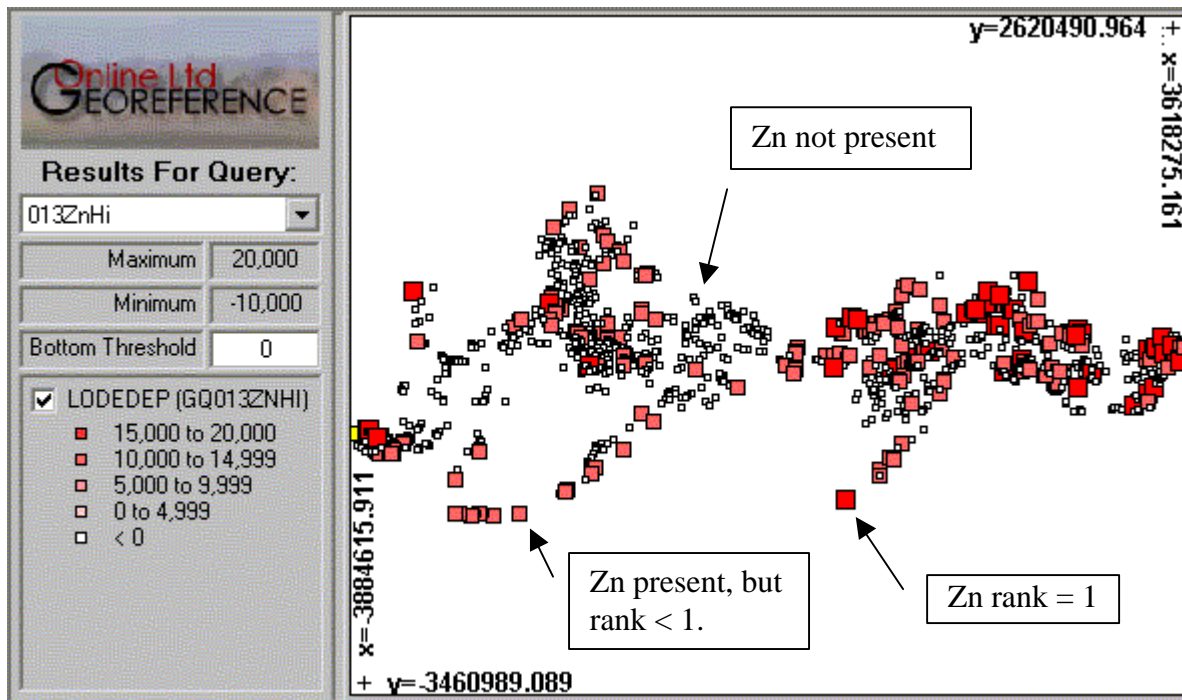 Online Ltd
GEOREFERENCE
Results For Query:
013ZnHi
Maximum 20,000
Minimum -10,000
Bottom Threshold 0
LODEDEP (GQ013ZNHI)
15,000 to 20,000
10,000 to 14,999
5,000 to 9,999
0 to 4,999
< 0
y=2620490.964 +
x=3618275.161
Zn not present
Zn present, but
rank < 1.
Zn rank = 1
x=-3884615.911
+ y=-3460989.089